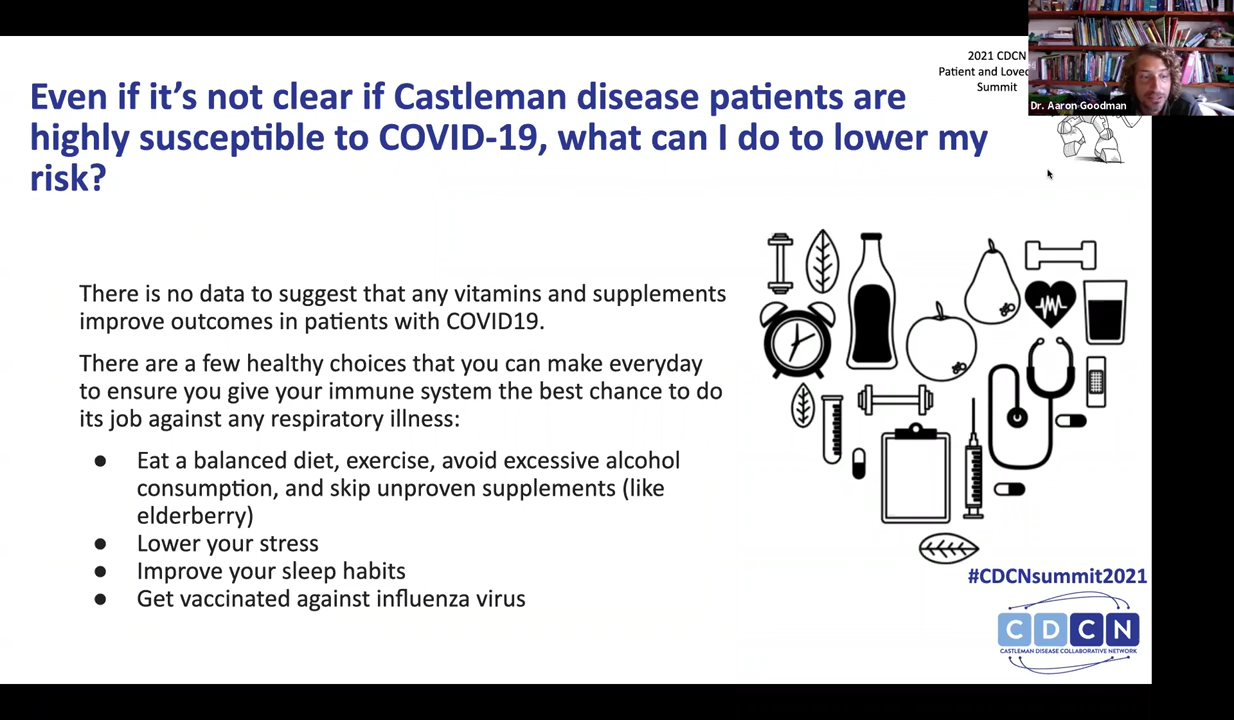 2021 CDCN
Patient and Loved
Summit
Dr. Aaron Goodman
Even if it’s not clear if Castleman disease patients are
highly susceptible to COVID-19, what can I do to lower my
risk?
There is no data to suggest that any vitamins and supplements
improve outcomes in patients with COVID19.
There are a few healthy choices that you can make everyday
to ensure you give your immune system the best chance to do
its job against any respiratory illness:
● Eat a balanced diet, exercise, avoid excessive alcohol
consumption, and skip unproven supplements (like
elderberry)
● Lower your stress
● Improve your sleep habits
● Get vaccinated against influenza virus
#CDCNsummit2021
CDCN
CASTLEMAN DISEASE COLLABORATIVE NETWORK